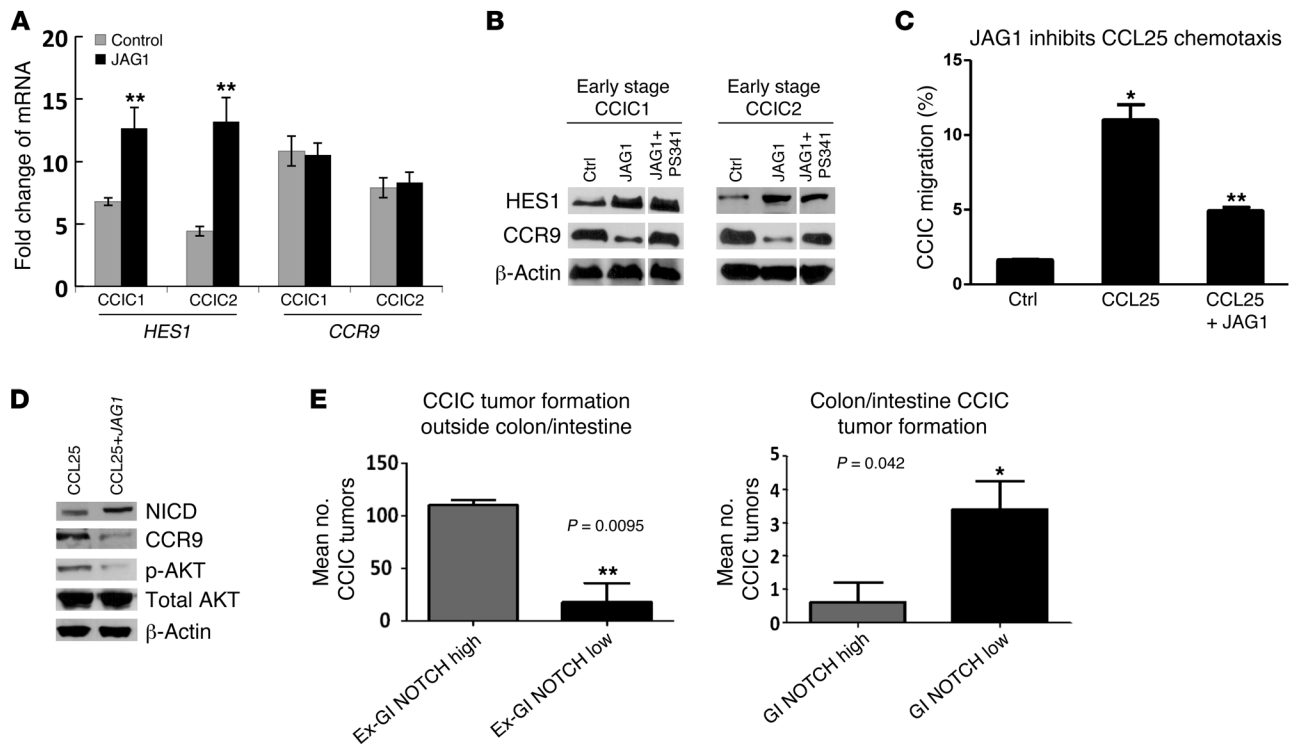 A
20
15
10
5
0
Fold change of mRNA
Control
JAG1
**
**
CCIC1
CCIC2
CCIC1
CCIC2
HES1
CCR9
B
Early stage
CCIC1
Early stage
CCIC2
Ctrl
JAG1
JAG1+
PS341
Ctrl
JAG1
JAG1+
PS341
HES1
CCR9
β-Actin
C
JAG1 inhibits CCL25 chemotaxis
15
10
5
0
CCIC migration (%)
*
**
Ctrl
CCL25
CCL25
+ JAG1
D
CCL25
CCL25+JAG1
NICD
CCR9
p-AKT
Total AKT
β-Actin
E
CCIC tumor formation
outside colon/intestine
150
100
50
0
Mean no.
CCIC tumors
P = 0.0095
**
Ex-GI NOTCH high
Ex-GI NOTCH low
Colon/intestine CCIC
tumor formation
5
4
3
2
1
0
Mean no.
CCIC tumors
P = 0.042
*
GI NOTCH high
GI NOTCH low